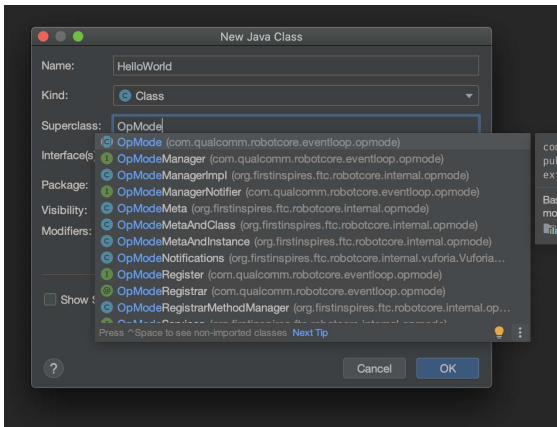 New Java Class
Name: HelloWorld
Kind: C Class
Superclass: OpMode
Interface(s
Package:
Visibility:
Modifiers:
C OpMode (com.qualcomm.robotcore.eventloop.opmode)
I OpModeManager (com.qualcomm.robotcore.eventloop.opmode)
C OpModeManagerImpl (org.firstinspires.ftc.robotcore.internal.opmode)
I OpModeManagerNotifier (com.qualcomm.robotcore.eventloop.opmode)
C OpModeMeta (org.firstinspires.ftc.robotcore.internal.opmode)
C OpModeMetaAndClass (org.firstinspires.ftc.robotcore.internal.opmode)
C OpModeMetaAndInstance (org.firstinspires.ftc.robotcore.internal.opmode)
C OpModeNotifications (org.firstinspires.ftc.robotcore.internal.vuforia.Vuforia...
I OpModeRegister (com.qualcomm.robotcore.eventloop.opmode)
@ OpModeRegistrar (com.qualcomm.robotcore.eventloop.opmode)
C OpModeRegistrarMethodManager (org.firstinspires.ftc.robotcore.internal.op...
Press ^Space to see non-imported classes Next Tip
com
pub
ext
Bas
mo
Show S
? Cancel OK